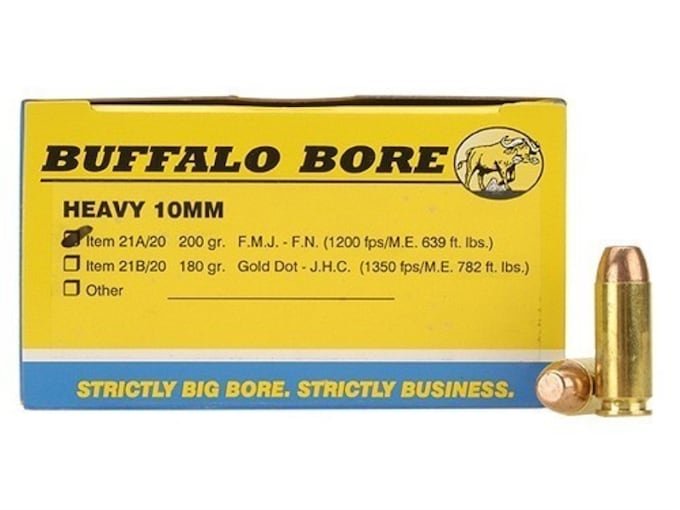 BUFFALO BORE
HEAVY 10MM
Item 21A/20 200 gr. F.M.J. - F.N. (1200 fps/M.E. 639 ft. lbs.)
Item 21B/20 180 gr. Gold Dot - J.H.C. (1350 fps/M.E. 782 ft. lbs.)
Other
STRICTLY BIG BORE. STRICTLY BUSINESS.